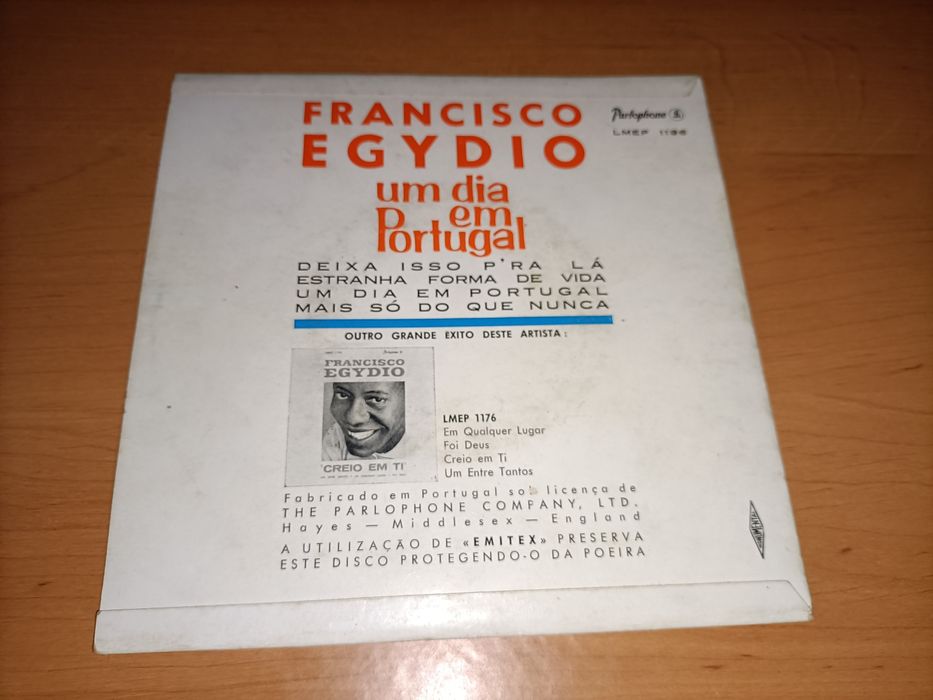 FRANCISCO
EGYDIO
Parlophone
LMEP 1196
um dia
em
Portugal
DEIXA ISSO P'RA LÁ
ESTRANHA FORMA DE VIDA
UM DIA EM PORTUGAL
MAIS SÓ DO QUE NUNCA
OUTRO GRANDE EXITO DESTE ARTISTA:
FRANCISCO
EGYDIO
"CREIO EM TI"
LMEP 1176
Em Qualquer Lugar
Foi Deus
Creio em Ti
Um Entre Tantos
Fabricado em Portugal sob licença de
THE PARLOPHONE COMPANY, LTD.
Hayes — Middlesex — England
A UTILIZAÇÃO DE «EMITEX» PRESERVA
ESTE DISCO PROTEGENDO-O DA POEIRA